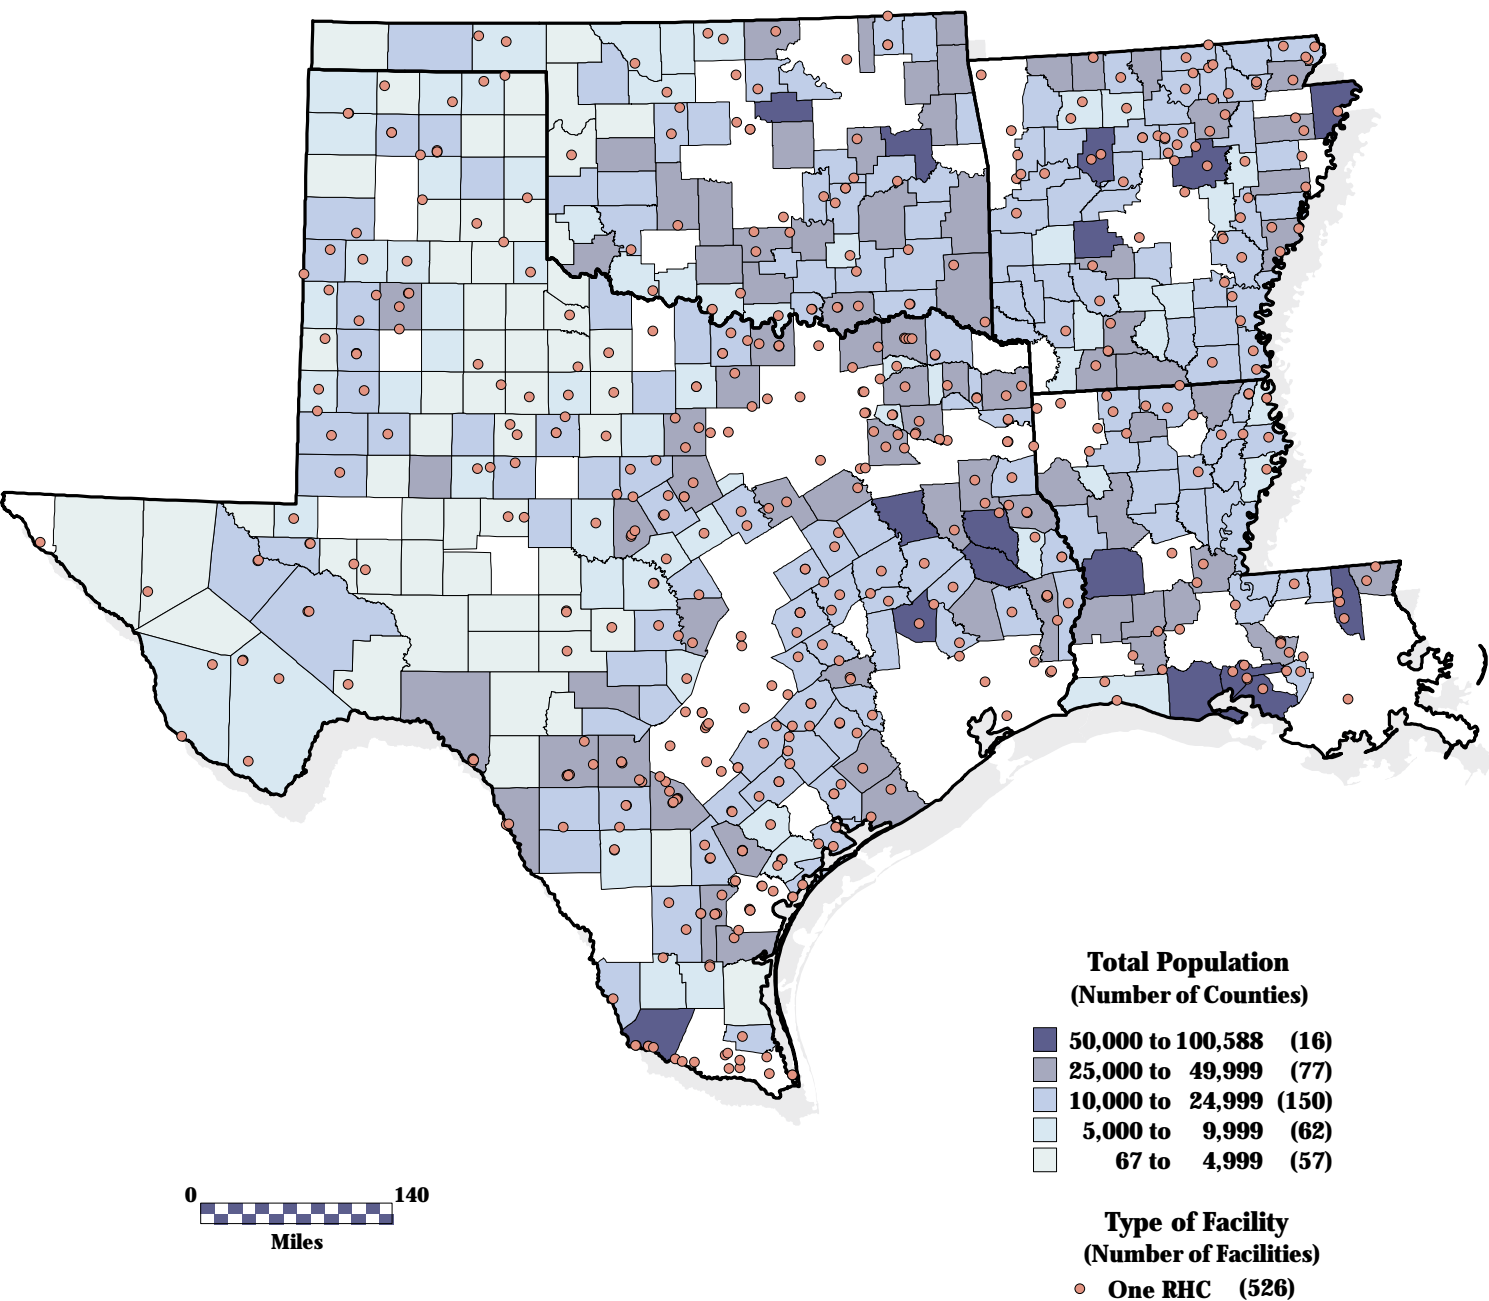 Total Population
(Number of Counties)
50,000 to 100,588 (16)
25,000 to 49,999 (77)
10,000 to 24,999 (150)
5,000 to 9,999 (62)
67 to 4,999 (57)
0 140
Miles
Type of Facility
(Number of Facilities)
One RHC (526)